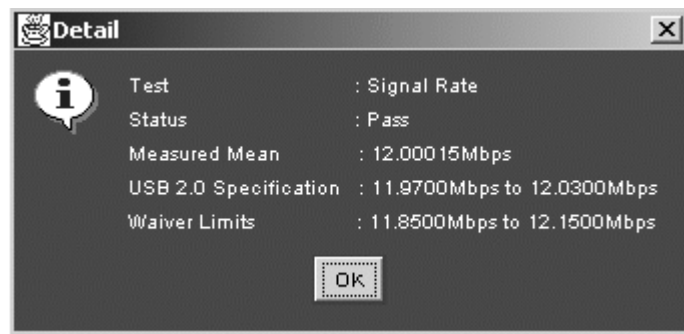 Detail
Test : Signal Rate
Status : Pass
Measured Mean : 12.00015Mbps
USB 2.0 Specification : 11.9700Mbps to 12.0300Mbps
Waiver Limits : 11.8500Mbps to 12.1500Mbps
OK